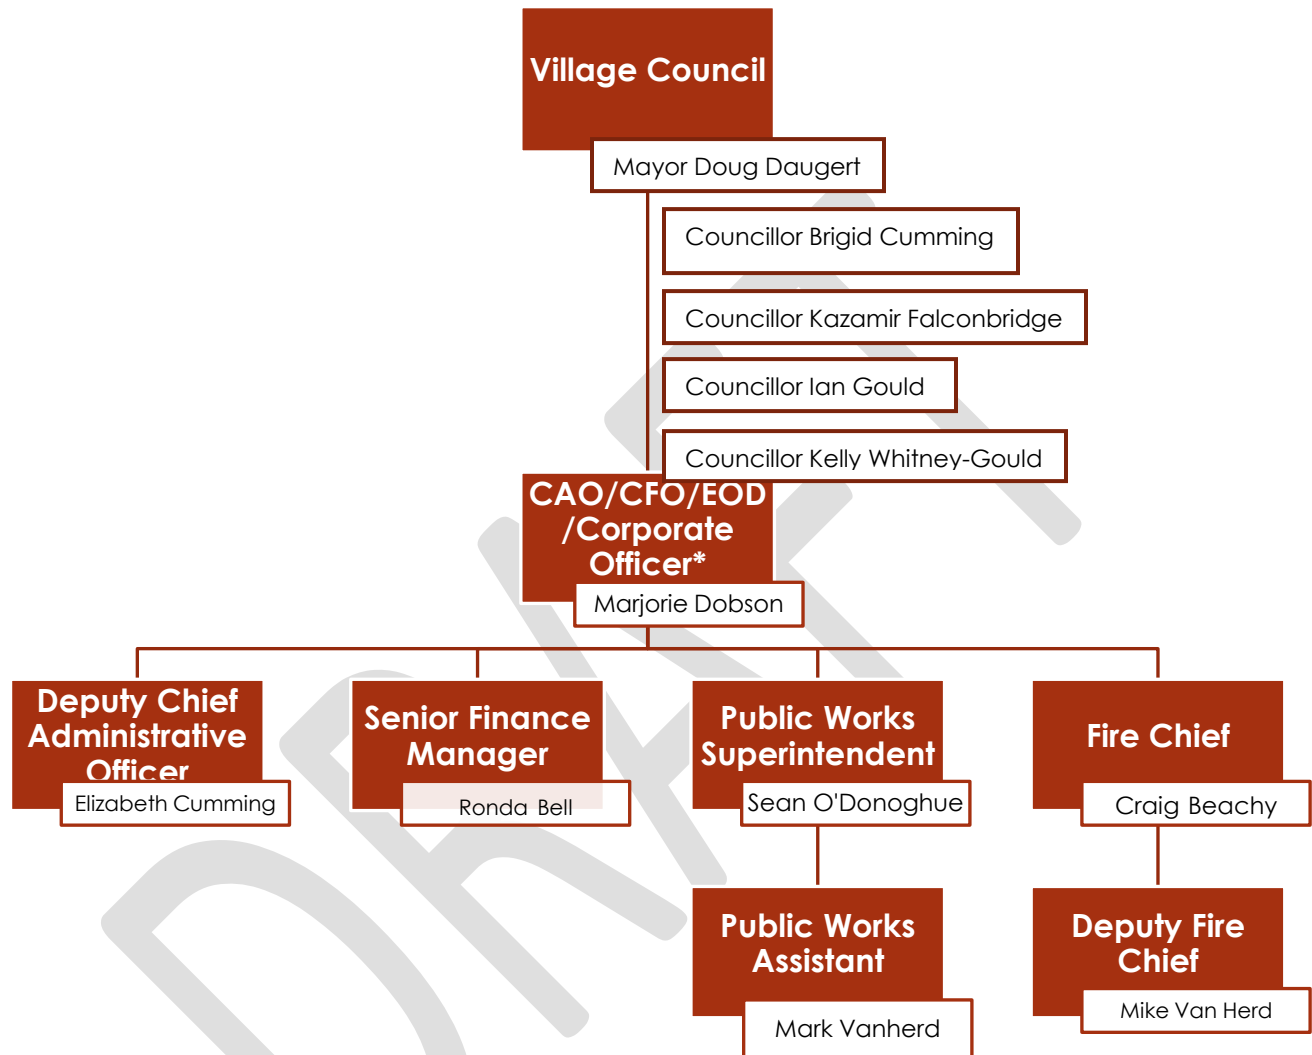 Village Council
Mayor Doug Daugert
Councillor Brigid Cumming
Councillor Kazamir Falconbridge
Councillor Ian Gould
Councillor Kelly Whitney-Gould
CAO/CFO/EOD
/Corporate
Officer*
Marjorie Dobson
Deputy Chief
Administrative
Officer
Elizabeth Cumming
Senior Finance
Manager
Ronda Bell
Public Works
Superintendent
Sean O'Donoghue
Fire Chief
Craig Beachy
Public Works
Assistant
Mark Vanherd
Deputy Fire
Chief
Mike Van Herd
DRAFT